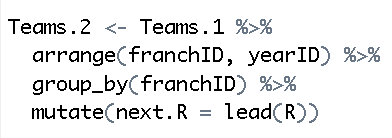 Teams.2 <- Teams.1 %>%
  arrange(franchID, yearID) %>%
  group_by(franchID) %>%
  mutate(next.R = lead(R))